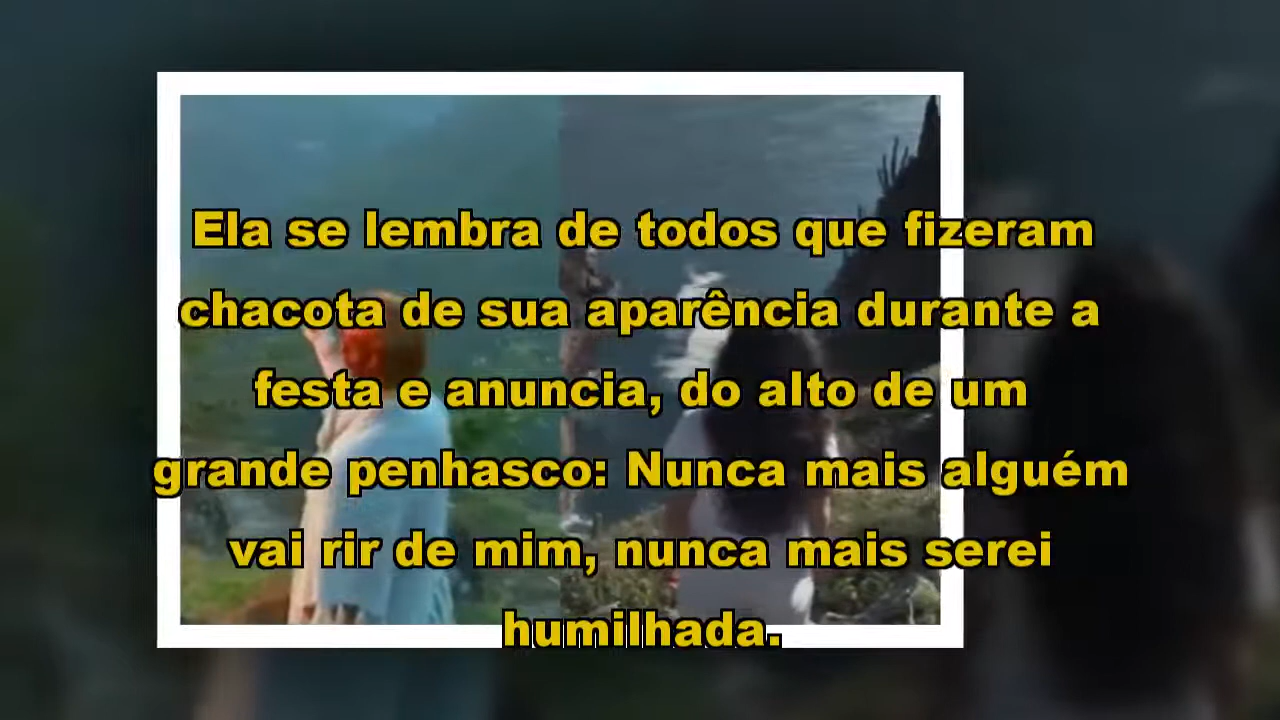 Ela se lembra de todos que fizeram
chacota de sua aparência durante a
festa e anuncia, do alto de um
grande penhasco: Nunca mais alguém
vai rir de mim, nunca mais serei
humilhada.